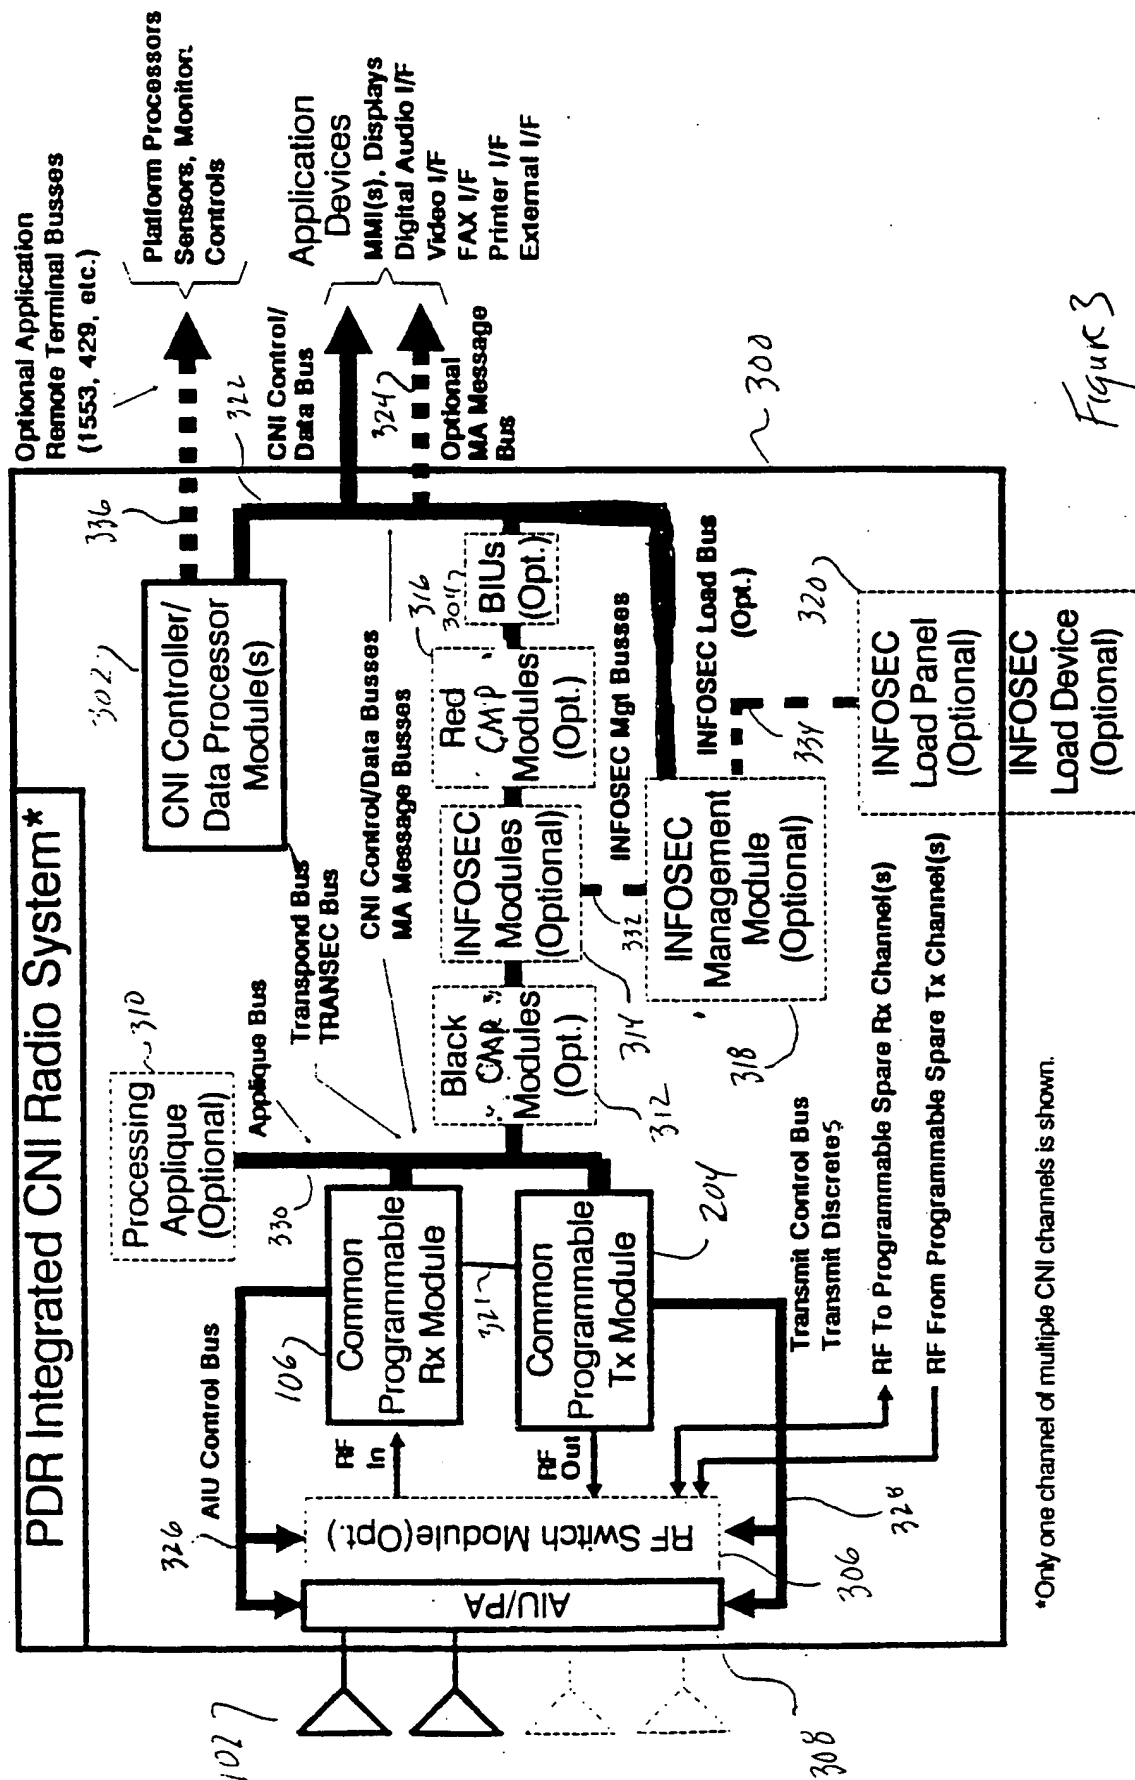 PDR Integrated CNI Radio System*
Optional Application
Remote Terminal Busses
(1553, 429, etc.)
Platform Processors
Sensors, Monitor.
Controls
336
302
CNI Controller/
Data Processor
Module(s)
322
CNI Control/
Data Bus
Application
Devices
MMI(s), Displays
Digital Audio I/F
Video I/F
FAX I/F
Printer I/F
External I/F
324
Optional
MA Message
Bus
Processing
Applique
(Optional)
310
Applique Bus
330
Transpond Bus
TRANSEC Bus
CNI Control/Data Busses
MA Message Busses
AIU Control Bus
326
106
Common
Programmable
Rx Module
RF
In
321
Common
Programmable
Tx Module
204
RF
Out
RF Switch Module(Opt.)
AIU/PA
102
308
306
328
Black
CMP
Modules
(Opt.)
312
INFOSEC
Modules
(Optional)
314
Red
CMP
Modules
(Opt.)
316
304
BIUs
(Opt.)
332
INFOSEC Mgt Busses
INFOSEC
Management
Module
(Optional)
318
INFOSEC Load Bus
(Opt.)
334
320
INFOSEC
Load Panel
(Optional)
INFOSEC
Load Device
(Optional)
Transmit Control Bus
Transmit Discretes
RF To Programmable Spare Rx Channel(s)
RF From Programmable Spare Tx Channel(s)
300
*Only one channel of multiple CNI channels is shown.
Figure 3